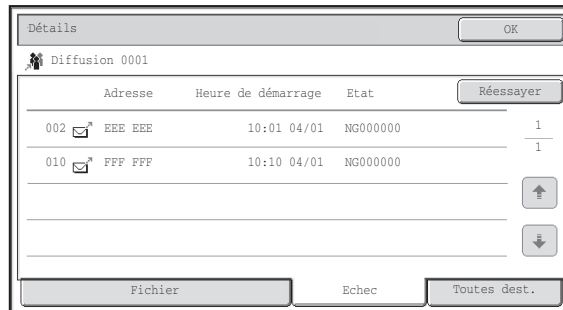 Détails OK
Diffusion 0001
Adresse Heure de démarrage Etat Réessayer
002 EEE EEE 10:01 04/01 NG000000 1
1
010 FFF FFF 10:10 04/01 NG000000
Fichier Echec Toutes dest.